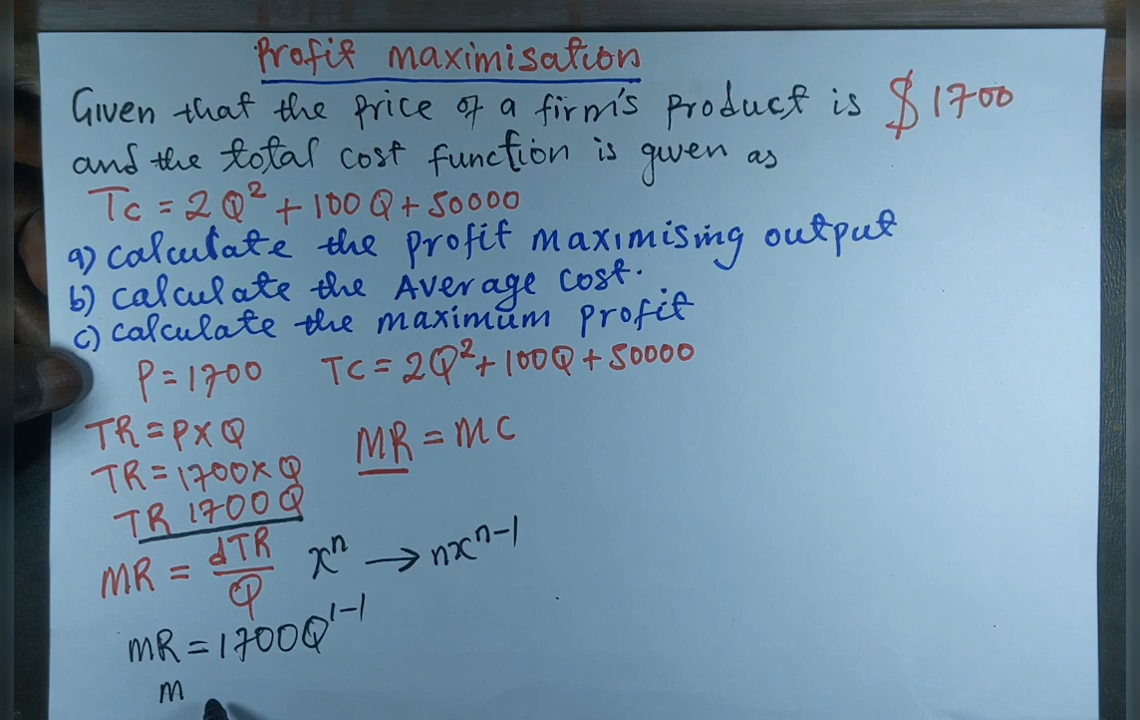 Profit maximisation
Given that the price of a firm's product is $1700
and the total cost function is given as
TC = 2Q² + 100Q + 50000
a) calculate the profit maximising output
b) calculate the Average cost.
c) calculate the maximum profit
P = 1700 TC = 2Q² + 100Q + 50000
TR = P X Q MR = MC
TR = 1700 X Q
TR 1700Q
MR = dTR/Q xⁿ → nxⁿ⁻¹
MR = 1700Q¹⁻¹
M